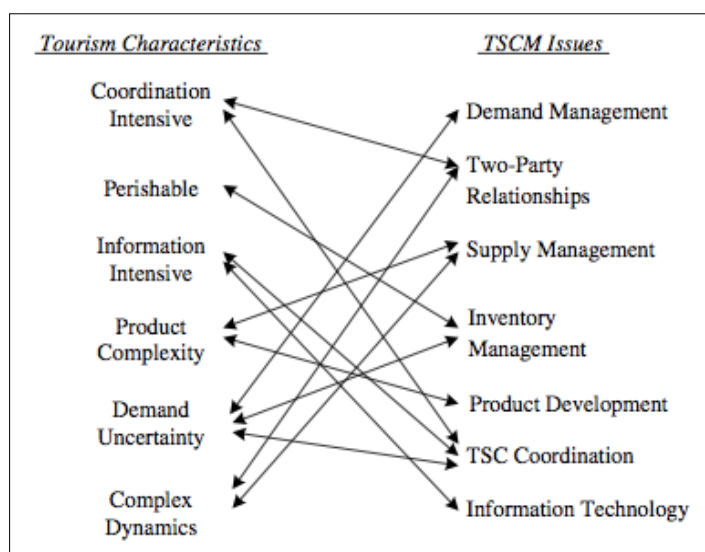 Tourism Characteristics
Coordination
Intensive
Perishable
Information
Intensive
Product
Complexity
Demand
Uncertainty
Complex
Dynamics
TSCM Issues
Demand Management
Two-Party
Relationships
Supply Management
Inventory
Management
Product Development
TSC Coordination
Information Technology